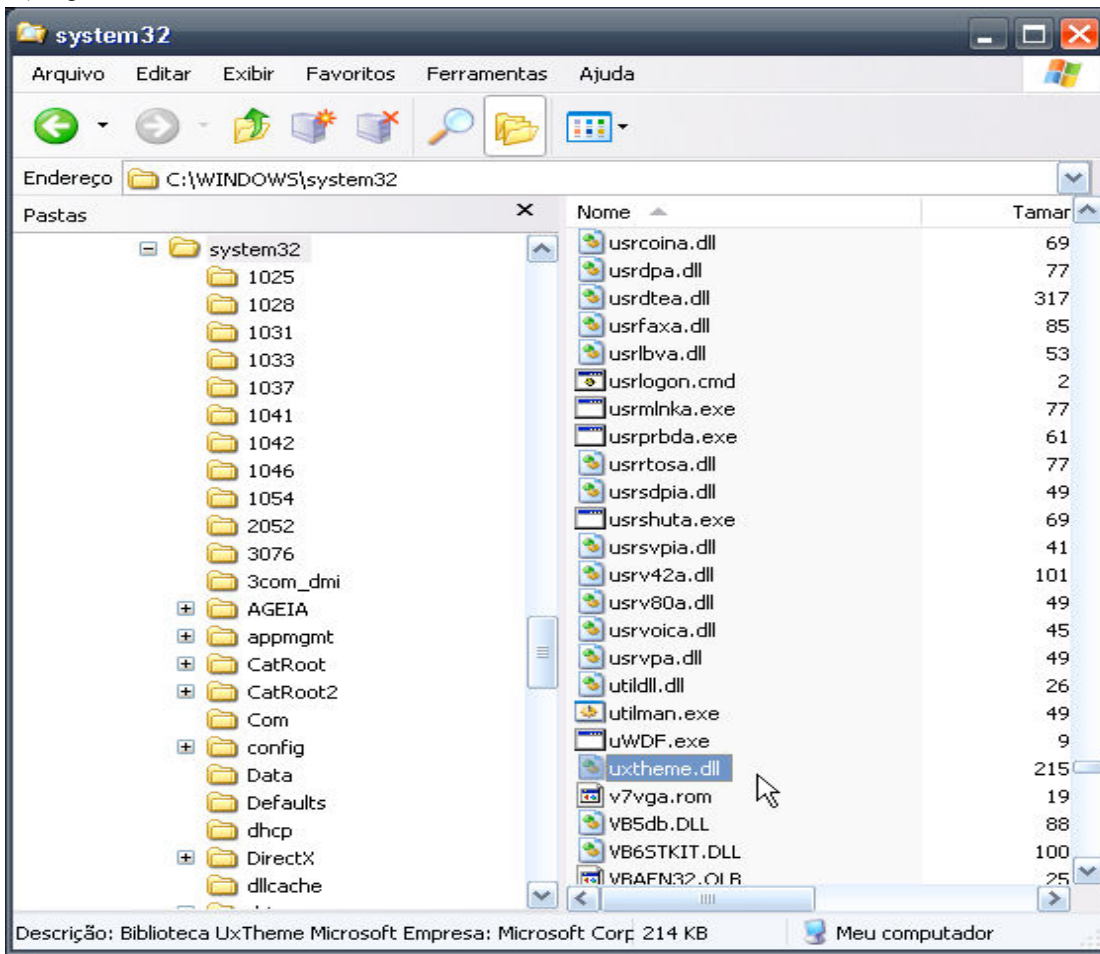 system32
Arquivo Editar Exibir Favoritos Ferramentas Ajuda
Endereço C:\WINDOWS\system32
Pastas
system32
1025
1028
1031
1033
1037
1041
1042
1046
1054
2052
3076
3com_dmi
AGEIA
appmgmt
CatRoot
CatRoot2
Com
config
Data
Defaults
dhcp
DirectX
dllcache
Nome Tamar
usrcoina.dll 69
usrdpa.dll 77
usrdtea.dll 317
usrfaxa.dll 85
usrlbva.dll 53
usrlogon.cmd 2
usrmlnka.exe 77
usrprbda.exe 61
usrrtosa.dll 77
usrsdpia.dll 49
usrshuta.exe 69
usrsvpia.dll 41
usrv42a.dll 101
usrv80a.dll 49
usrvoica.dll 45
usrvpa.dll 49
utildll.dll 26
utilman.exe 49
uWDF.exe 9
uxtheme.dll 215
v7vga.rom 19
VB5db.DLL 88
VB6STKIT.DLL 100
VBAEN32.OLB 25
Descrição: Biblioteca UxTheme Microsoft Empresa: Microsoft Corp 214 KB Meu computador